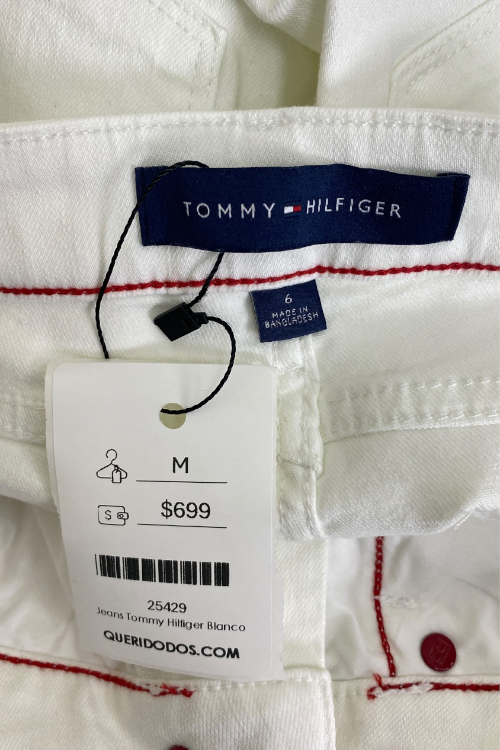 TOMMY HILFIGER
6
MADE IN
BANGLADESH
M
$ $699
25429
Jeans Tommy Hilfiger Blanco
QUERIDODOS.COM